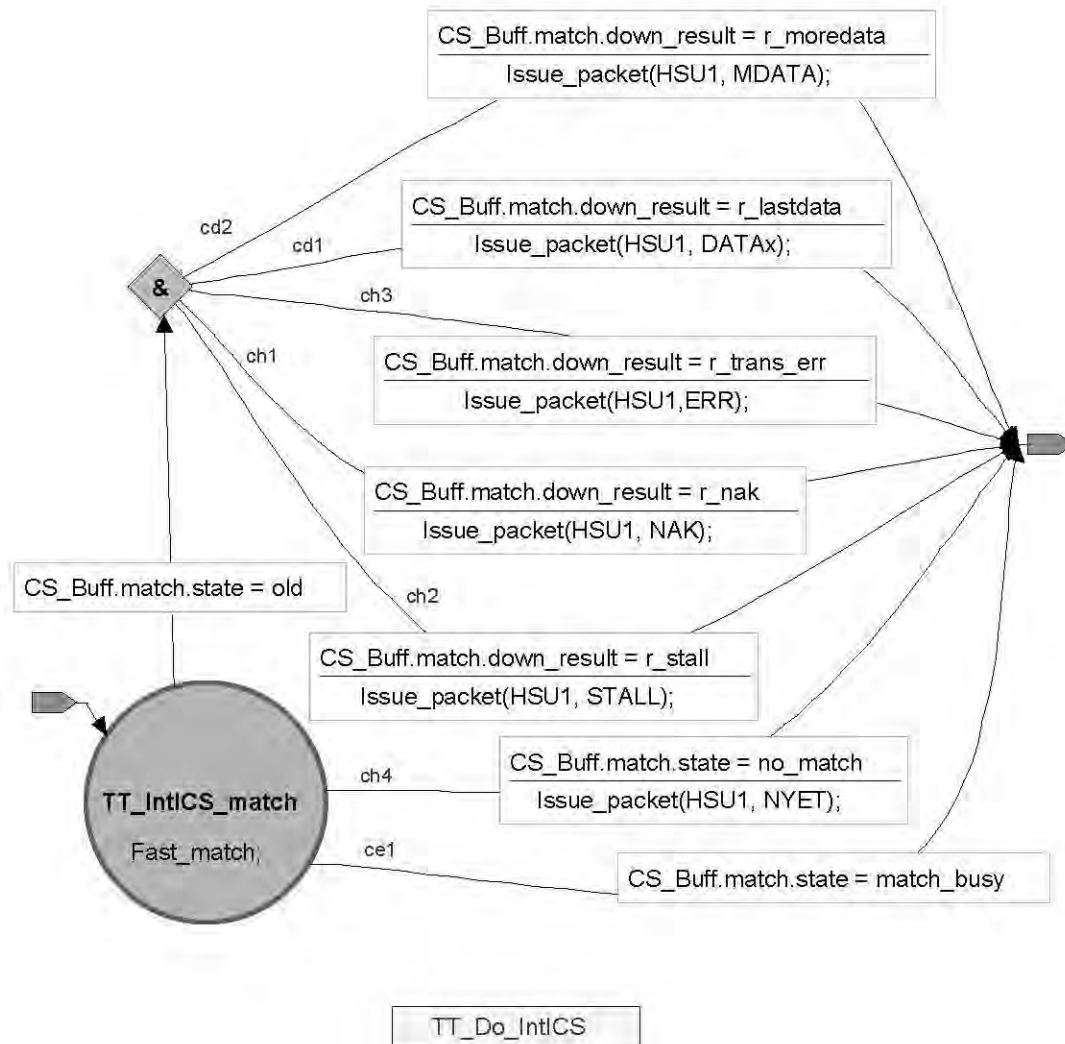 CS_Buff.match.down_result = r_moredata
Issue_packet(HSU1, MDATA);
CS_Buff.match.down_result = r_lastdata
Issue_packet(HSU1, DATAx);
cd2
cd1
&
ch3
ch1
CS_Buff.match.down_result = r_trans_err
Issue_packet(HSU1,ERR);
CS_Buff.match.down_result = r_nak
Issue_packet(HSU1, NAK);
CS_Buff.match.state = old
ch2
CS_Buff.match.down_result = r_stall
Issue_packet(HSU1, STALL);
TT_IntICS_match
Fast_match;
ch4
CS_Buff.match.state = no_match
Issue_packet(HSU1, NYET);
ce1
CS_Buff.match.state = match_busy
TT_Do_IntICS